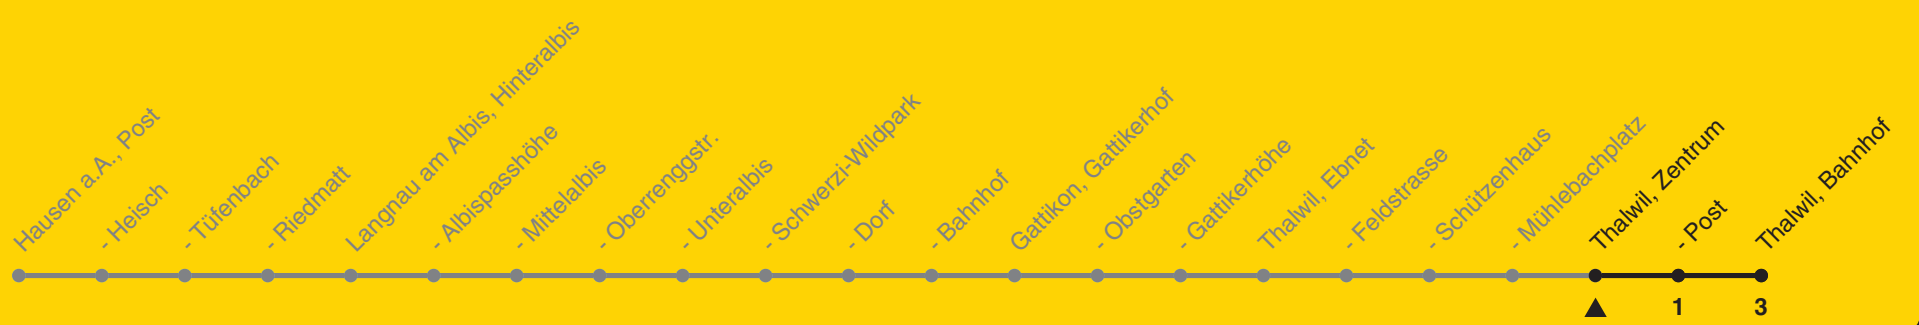 Hausen a.A., Post
- Heisch
- Tüfenbach
- Riedmatt
Langnau am Albis, Hinteralbis
- Albispasshöhe
- Mittelalbis
- Oberrenggstr.
- Unteralbis
- Schwerzi-Wildpark
- Dorf
- Bahnhof
Gattikon, Gattikerhof
- Obstgarten
- Gattikerhöhe
Thalwil, Ebnet
- Feldstrasse
- Schützenhaus
- Mühlebachplatz
Thalwil, Zentrum
- Post
Thalwil, Bahnhof
1
3